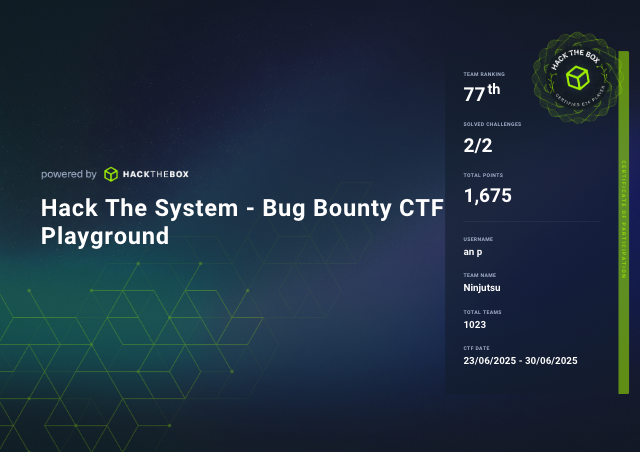 HACK THE BOX
CERTIFIED CTF PLAYER
TEAM RANKING
77th
SOLVED CHALLENGES
2/2
TOTAL POINTS
1,675
powered by HACKTHEBOX
Hack The System - Bug Bounty CTF
Playground
USERNAME
an p
TEAM NAME
Ninjutsu
TOTAL TEAMS
1023
CTF DATE
23/06/2025 - 30/06/2025
CERTIFICATE OF PARTICIPATION